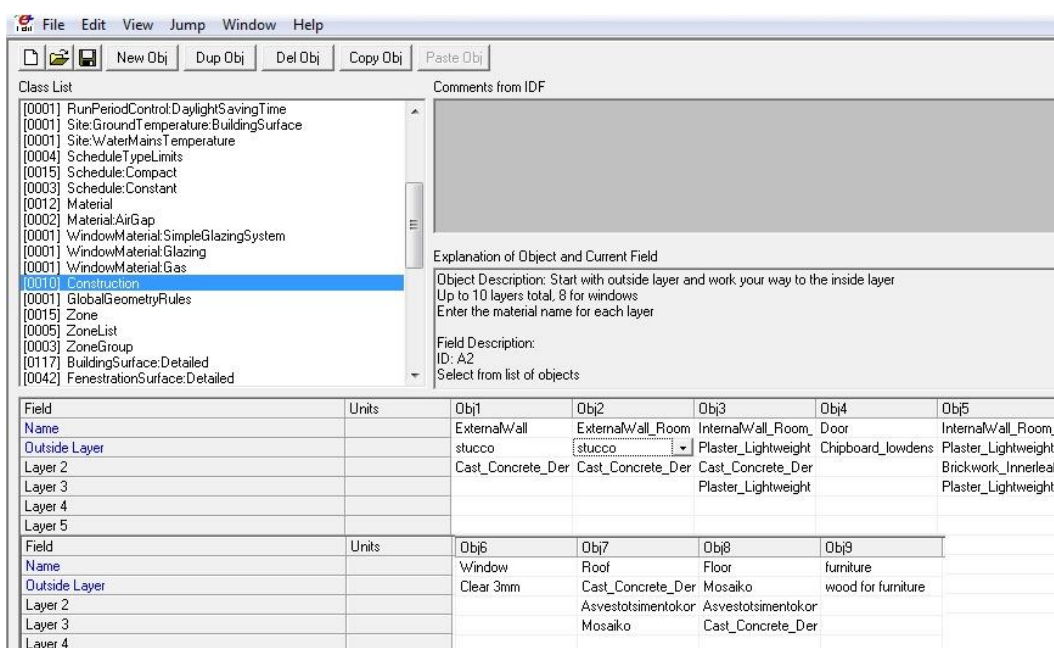 File Edit View Jump Window Help
New Obj Dup Obj Del Obj Copy Obj Paste Obj
Class List
[0001] RunPeriodControl:DaylightSavingTime
[0001] Site:GroundTemperature:BuildingSurface
[0001] Site:WaterMainsTemperature
[0004] ScheduleTypeLimits
[0015] Schedule:Compact
[0003] Schedule:Constant
[0012] Material
[0002] Material:AirGap
[0001] WindowMaterial:SimpleGlazingSystem
[0001] WindowMaterial:Glazing
[0001] WindowMaterial:Gas
[0010] Construction
[0001] GlobalGeometryRules
[0015] Zone
[0005] ZoneList
[0003] ZoneGroup
[0117] BuildingSurface:Detailed
[0042] FenestrationSurface:Detailed
Comments from IDF
Explanation of Object and Current Field
Object Description: Start with outside layer and work your way to the inside layer
Up to 10 layers total, 8 for windows
Enter the material name for each layer
Field Description:
ID: A2
Select from list of objects
Field Units Obj1 Obj2 Obj3 Obj4 Obj5
Name ExternalWall ExternalWall_Room InternalWall_Room_ Door InternalWall_Room_
Outside Layer stucco stucco Plaster_Lightweight Chipboard_lowdens Plaster_Lightweight
Layer 2 Cast_Concrete_Der Cast_Concrete_Der Cast_Concrete_Der Brickwork_Innerleaf
Layer 3 Plaster_Lightweight Plaster_Lightweight
Layer 4
Layer 5
Field Units Obj6 Obj7 Obj8 Obj9
Name Window Roof Floor furniture
Outside Layer Clear 3mm Cast_Concrete_Der Mosaiko wood for furniture
Layer 2 Asvestotsimentokor Asvestotsimentokor
Layer 3 Mosaiko Cast_Concrete_Der
Layer 4